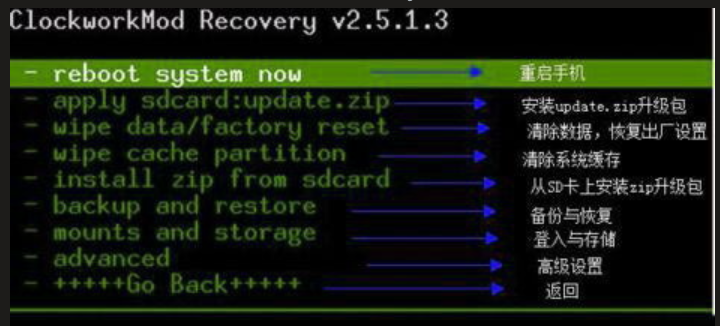 ClockworkMod Recovery v2.5.1.3
- reboot system now 重启手机
- apply sdcard:update.zip 安装update.zip升级包
- wipe data/factory reset 清除数据，恢复出厂设置
- wipe cache partition 清除系统缓存
- install zip from sdcard 从SD卡上安装zip升级包
- backup and restore 备份与恢复
- mounts and storage 登入与存储
- advanced 高级设置
- +++++Go Back+++++ 返回